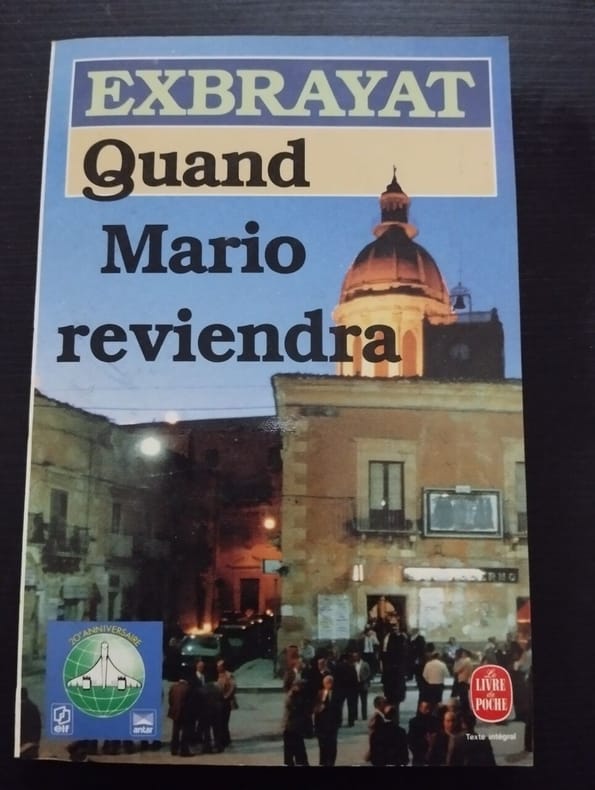 EXBRAYAT
Quand
Mario
reviendra
20e ANNIVERSAIRE
elf
antar
Le
LIVRE
de
POCHE
Texte intégral